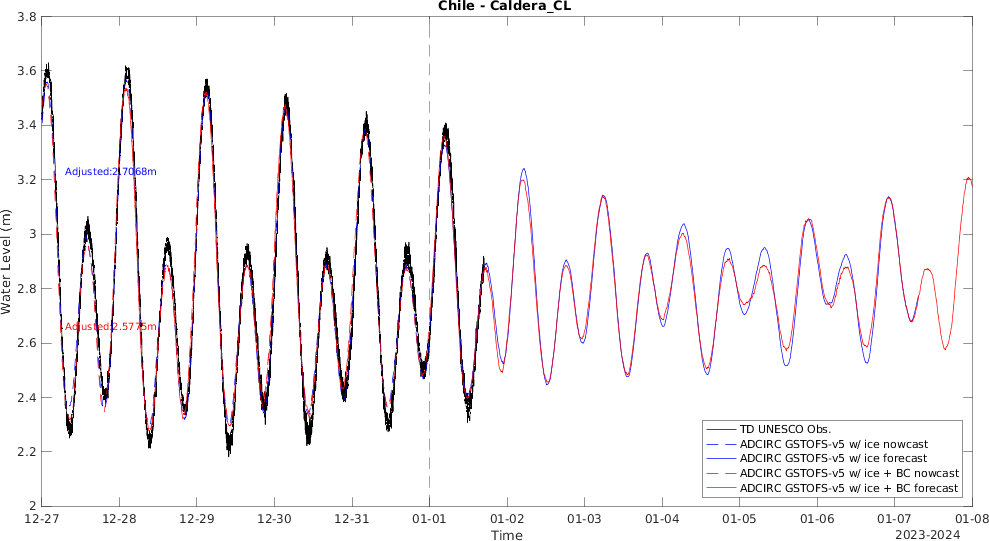 Chile - Caldera_CL
3.8
3.6
3.4
3.2
3
2.8
2.6
2.4
2.2
2
Water Level (m)
Adjusted:2.7068m
Adjusted:2.5775m
TD UNESCO Obs.
ADCIRC GSTOFS-v5 w/ ice nowcast
ADCIRC GSTOFS-v5 w/ ice forecast
ADCIRC GSTOFS-v5 w/ ice + BC nowcast
ADCIRC GSTOFS-v5 w/ ice + BC forecast
12-27 12-28 12-29 12-30 12-31 01-01 01-02 01-03 01-04 01-05 01-06 01-07 01-08
Time
2023-2024